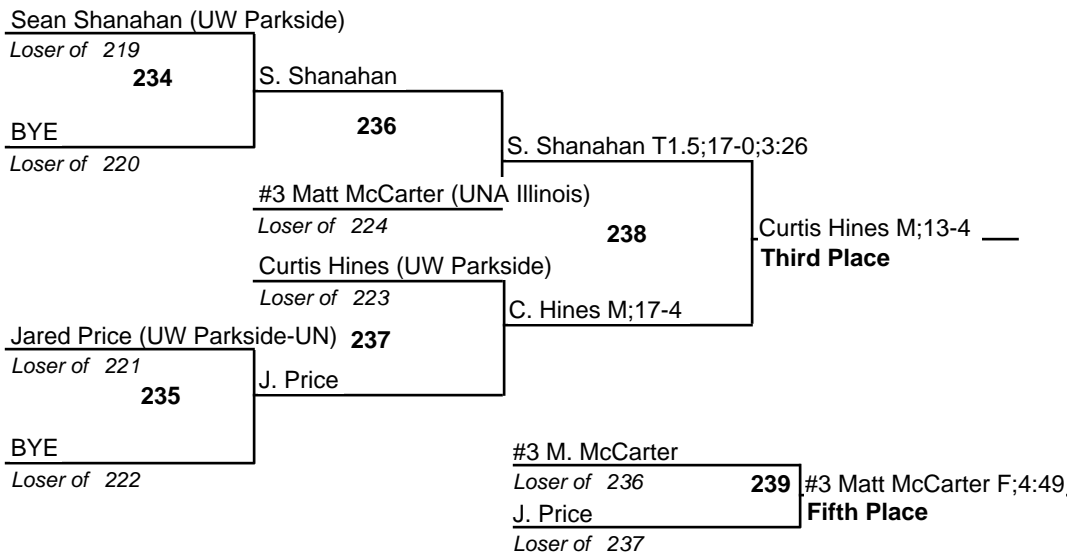 Sean Shanahan (UW Parkside)
Loser of 219
234
S. Shanahan
BYE
236
Loser of 220
S. Shanahan T1.5;17-0;3:26
#3 Matt McCarter (UNA Illinois)
Loser of 224
238
Curtis Hines M;13-4
Third Place
Curtis Hines (UW Parkside)
Loser of 223
C. Hines M;17-4
Jared Price (UW Parkside-UN)
237
Loser of 221
235
J. Price
BYE
Loser of 222
#3 M. McCarter
Loser of 236
239
#3 Matt McCarter F;4:49
J. Price
Fifth Place
Loser of 237